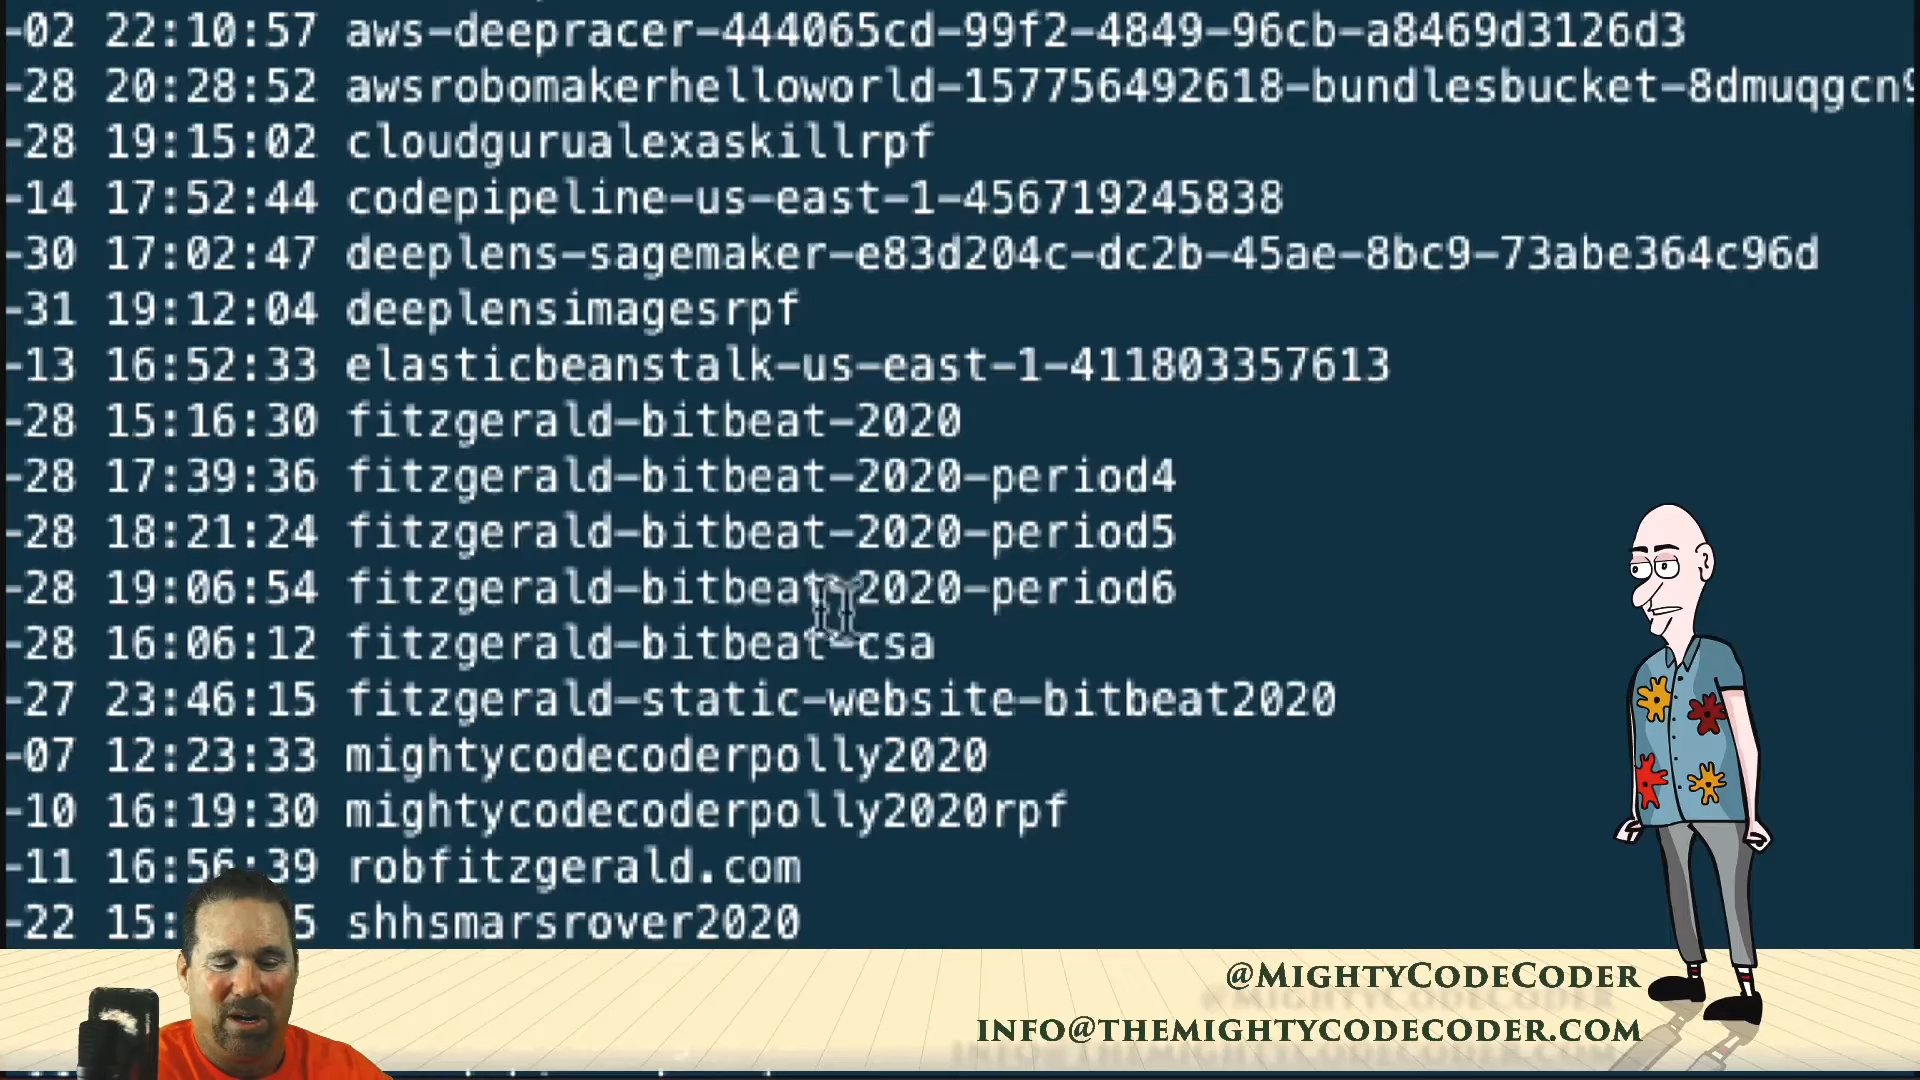 -02 22:10:57 aws-deepracer-444065cd-99f2-4849-96cb-a8469d3126d3
-28 20:28:52 awsrobomakerhelloworld-157756492618-bundlesbucket-8dmuqgcn9
-28 19:15:02 cloudgurualexaskillrpf
-14 17:52:44 codepipeline-us-east-1-456719245838
-30 17:02:47 deeplens-sagemaker-e83d204c-dc2b-45ae-8bc9-73abe364c96d
-31 19:12:04 deeplensimagesrpf
-13 16:52:33 elasticbeanstalk-us-east-1-411803357613
-28 15:16:30 fitzgerald-bitbeat-2020
-28 17:39:36 fitzgerald-bitbeat-2020-period4
-28 18:21:24 fitzgerald-bitbeat-2020-period5
-28 19:06:54 fitzgerald-bitbeat-2020-period6
-28 16:06:12 fitzgerald-bitbeat-csa
-27 23:46:15 fitzgerald-static-website-bitbeat2020
-07 12:23:33 mightycodecoderpolly2020
-10 16:19:30 mightycodecoderpolly2020rpf
-11 16:56:39 robfitzgerald.com
-22 15: 5 shhsmarsrover2020
@MightyCodeCoder
info@themightycodecoder.com